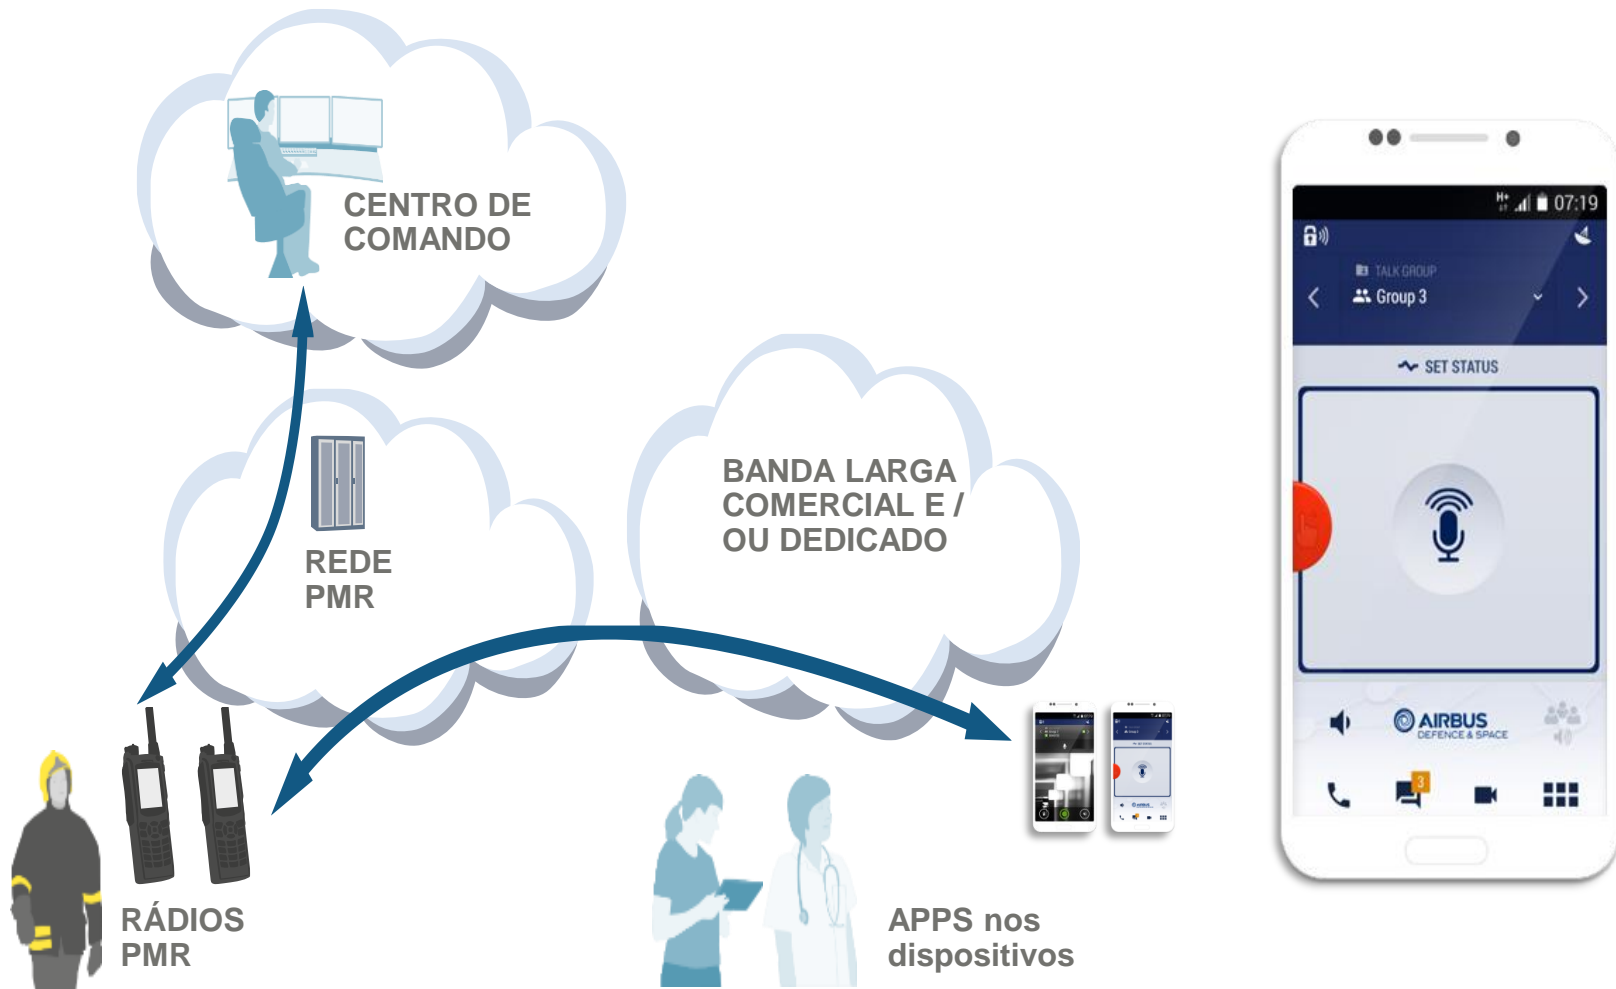 CENTRO DE
COMANDO
REDE
PMR
BANDA LARGA
COMERCIAL E /
OU DEDICADO
RÁDIOS
PMR
APPS nos
dispositivos
H+
07:19
TALK GROUP
Group 3
SET STATUS
AIRBUS
DEFENCE & SPACE
3